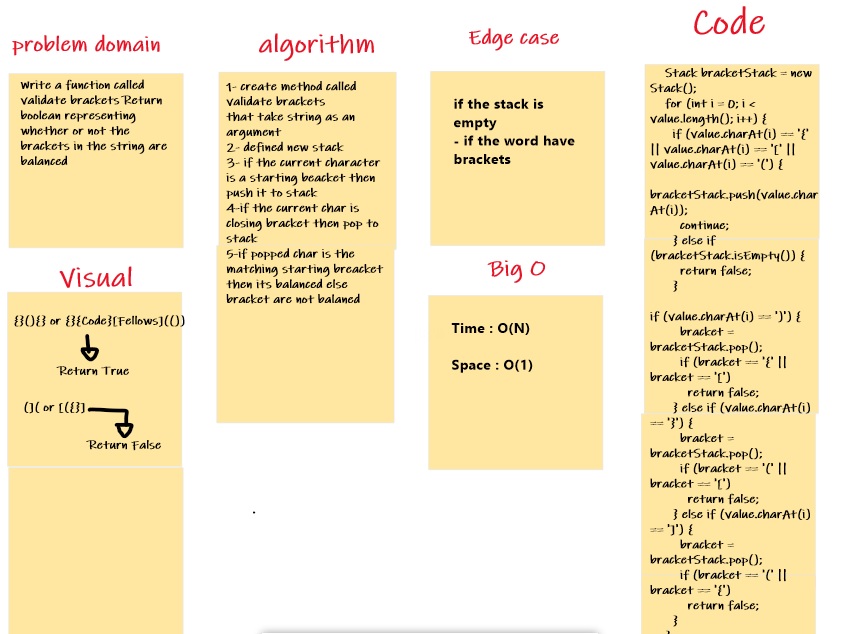 problem domain
Write a function called
validate brackets Return
boolean representing
whether or not the
brackets in the string are
balanced
Visual
{}(){} or {}{Code}[Fellows](())
Return True
(]( or [({}]
Return False
algorithm
1- create method called
validate brackets
that take string as an
argument
2- defined new stack
3- if the current character
is a starting beacket then
push it to stack
4-if the current char is
closing bracket then pop to
stack
5-if popped char is the
matching starting breacket
then its balanced else
bracket are not balaned
Edge case
if the stack is
empty
- if the word have
brackets
Big O
Time : O(N)
Space : O(1)
Code
Stack bracketStack = new
Stack();
for (int i = 0; i <
value.length(); i++) {
if (value.charAt(i) == '{'
|| value.charAt(i) == '[' ||
value.charAt(i) == '(') {
bracketStack.push(value.char
At(i));
continue;
} else if
(bracketStack.isEmpty()) {
return false;
}
if (value.charAt(i) == ')') {
bracket =
bracketStack.pop();
if (bracket == '{' ||
bracket == '[')
return false;
} else if (value.charAt(i)
== '}') {
bracket =
bracketStack.pop();
if (bracket == '(' ||
bracket == '[')
return false;
} else if (value.charAt(i)
== ']') {
bracket =
bracketStack.pop();
if (bracket == '(' ||
bracket == '{')
return false;
}